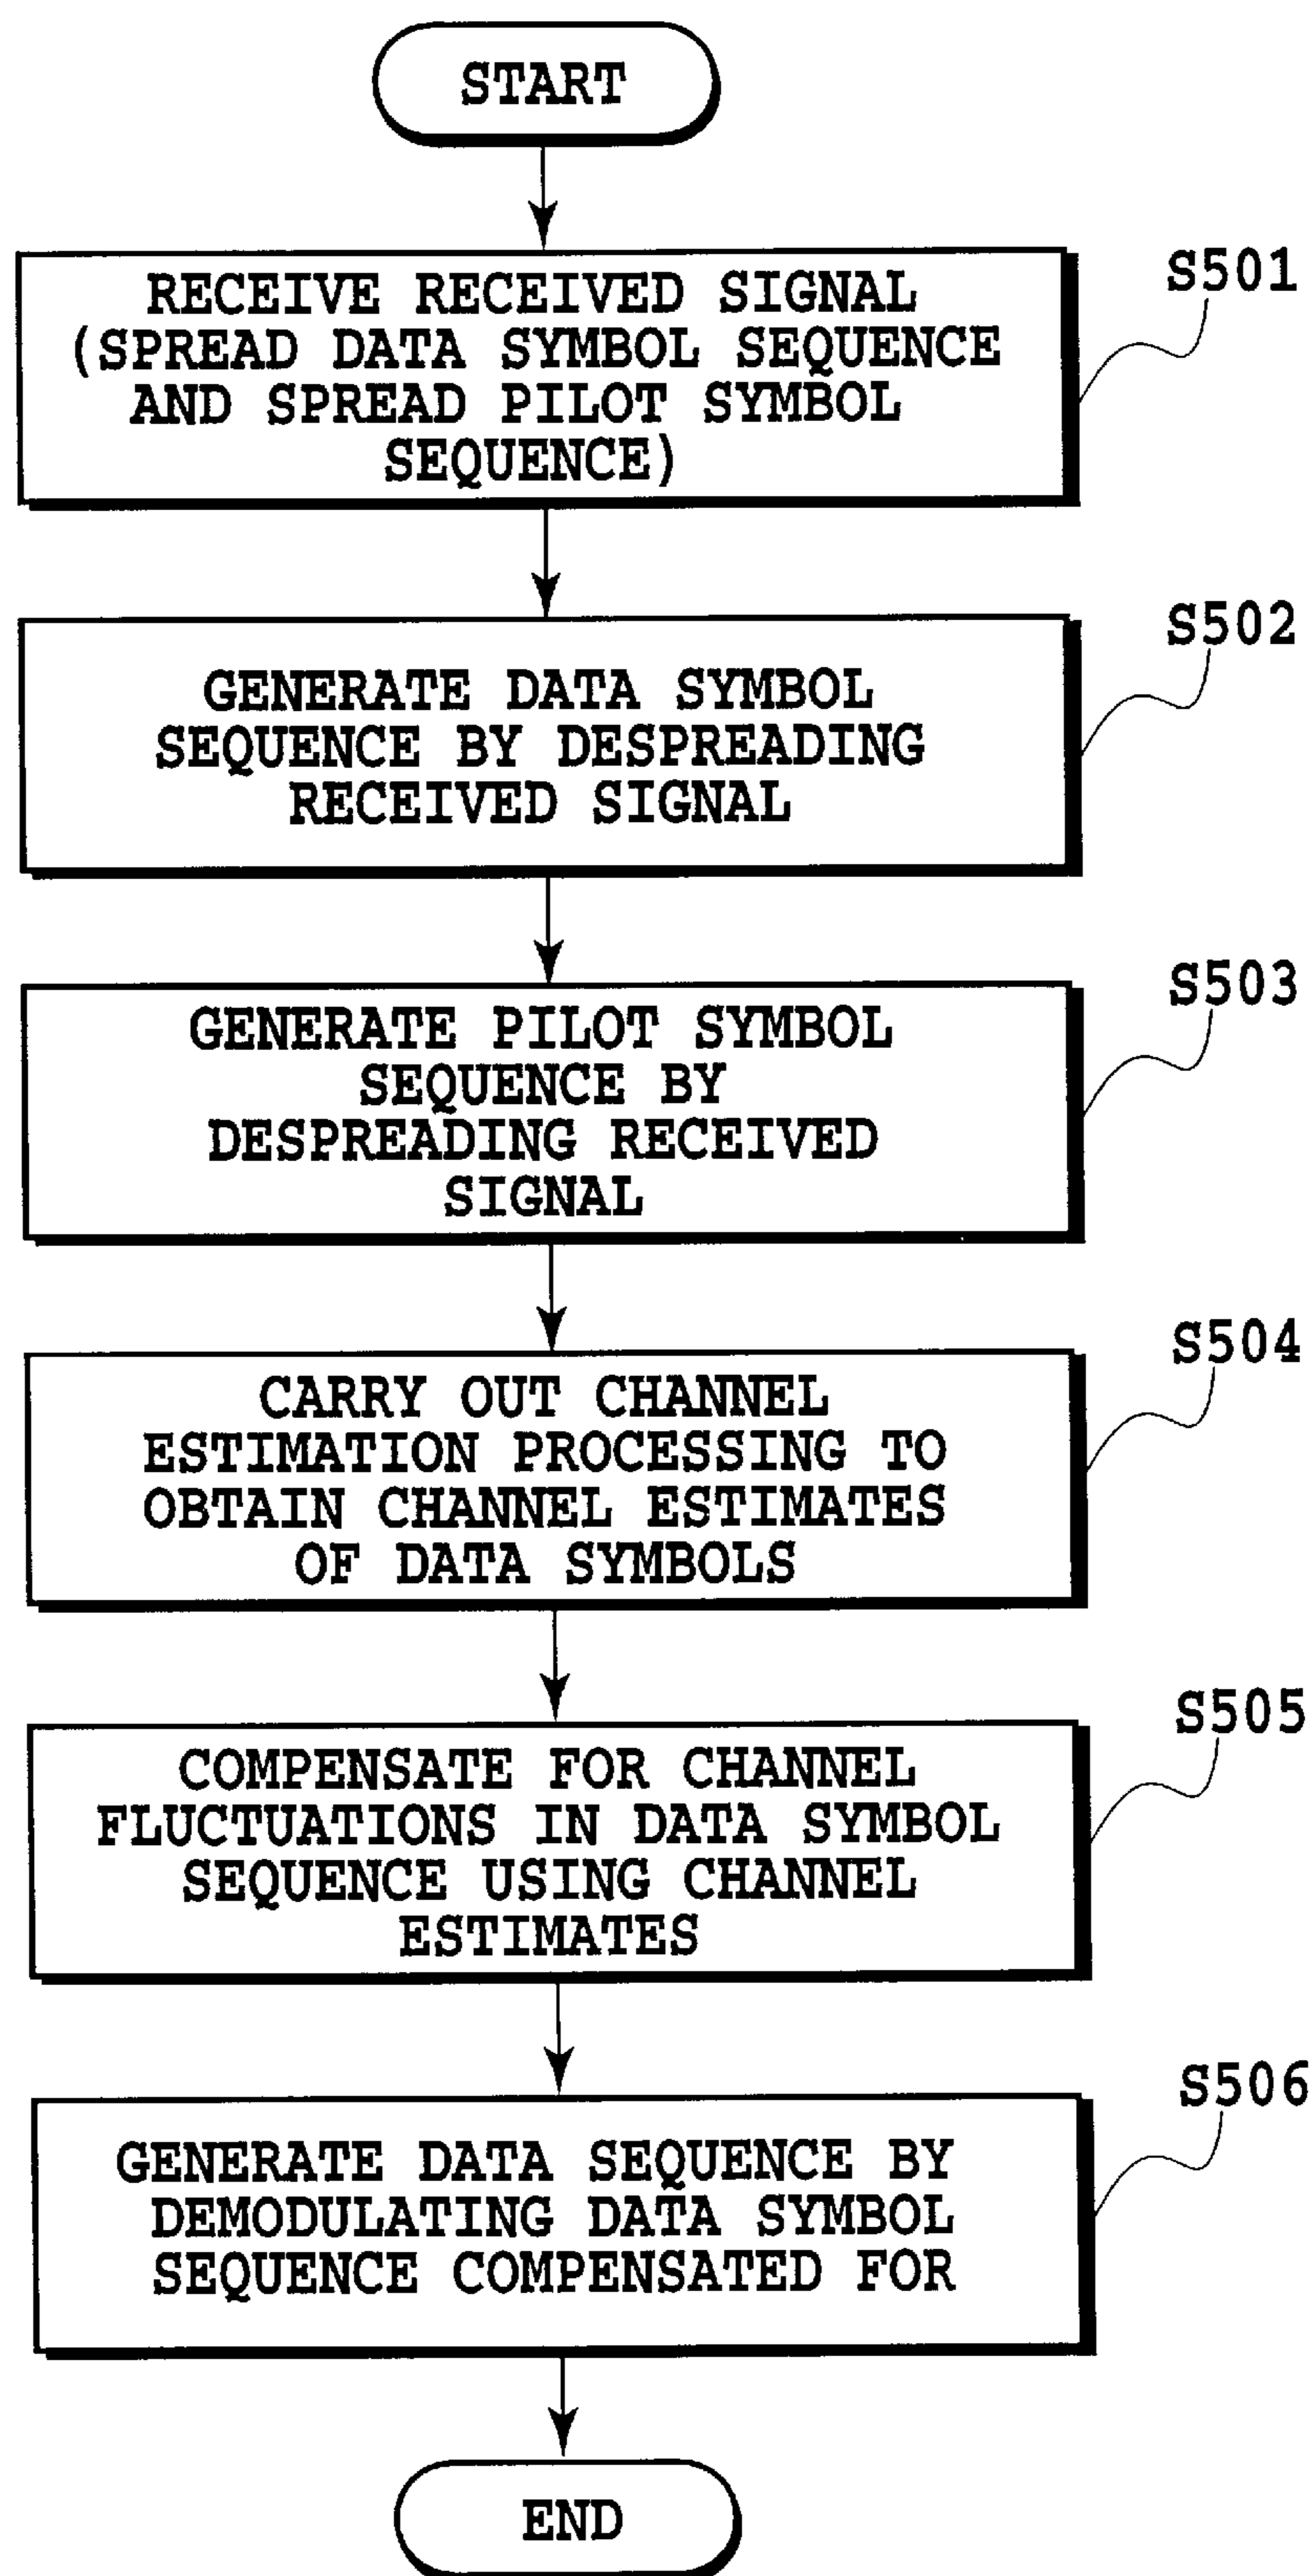 START
RECEIVE RECEIVED SIGNAL
(SPREAD DATA SYMBOL SEQUENCE
AND SPREAD PILOT SYMBOL
SEQUENCE)
S501
GENERATE DATA SYMBOL
SEQUENCE BY DESPREADING
RECEIVED SIGNAL
S502
GENERATE PILOT SYMBOL
SEQUENCE BY
DESPREADING RECEIVED
SIGNAL
S503
CARRY OUT CHANNEL
ESTIMATION PROCESSING TO
OBTAIN CHANNEL ESTIMATES
OF DATA SYMBOLS
S504
COMPENSATE FOR CHANNEL
FLUCTUATIONS IN DATA SYMBOL
SEQUENCE USING CHANNEL
ESTIMATES
S505
GENERATE DATA SEQUENCE BY
DEMODULATING DATA SYMBOL
SEQUENCE COMPENSATED FOR
S506
END